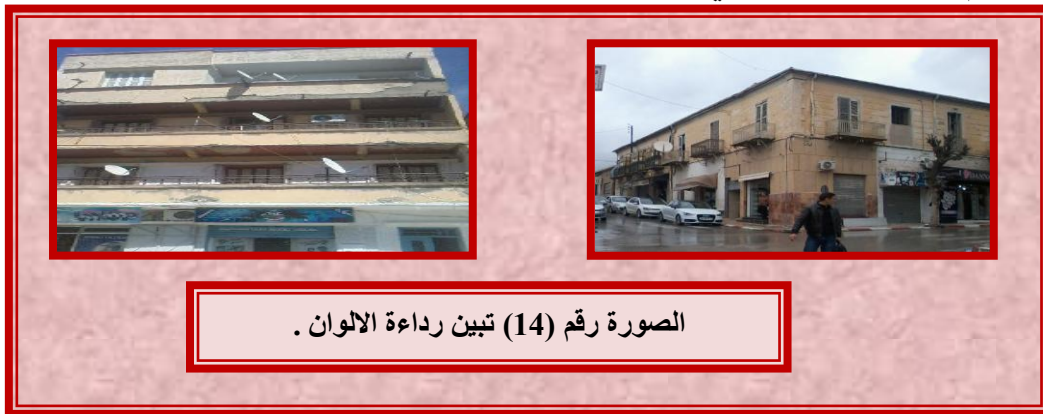 الصورة رقم (14) تبين رداءة الالوان .